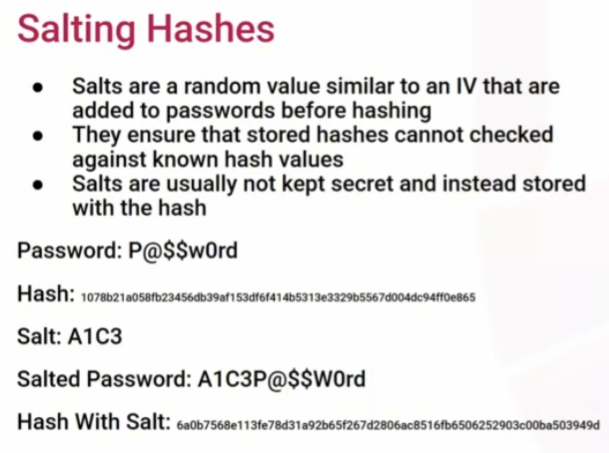 Salting Hashes
● Salts are a random value similar to an IV that are
added to passwords before hashing
● They ensure that stored hashes cannot checked
against known hash values
● Salts are usually not kept secret and instead stored
with the hash
Password: P@$$w0rd
Hash: 1078b21a058fb23456db39af153df6f414b5313e3329b5567d004dc94ff0e865
Salt: A1C3
Salted Password: A1C3P@$$W0rd
Hash With Salt: 6a0b7568e113fe78d31a92b65f267d2806ac8516fb6506252903c00ba503949d